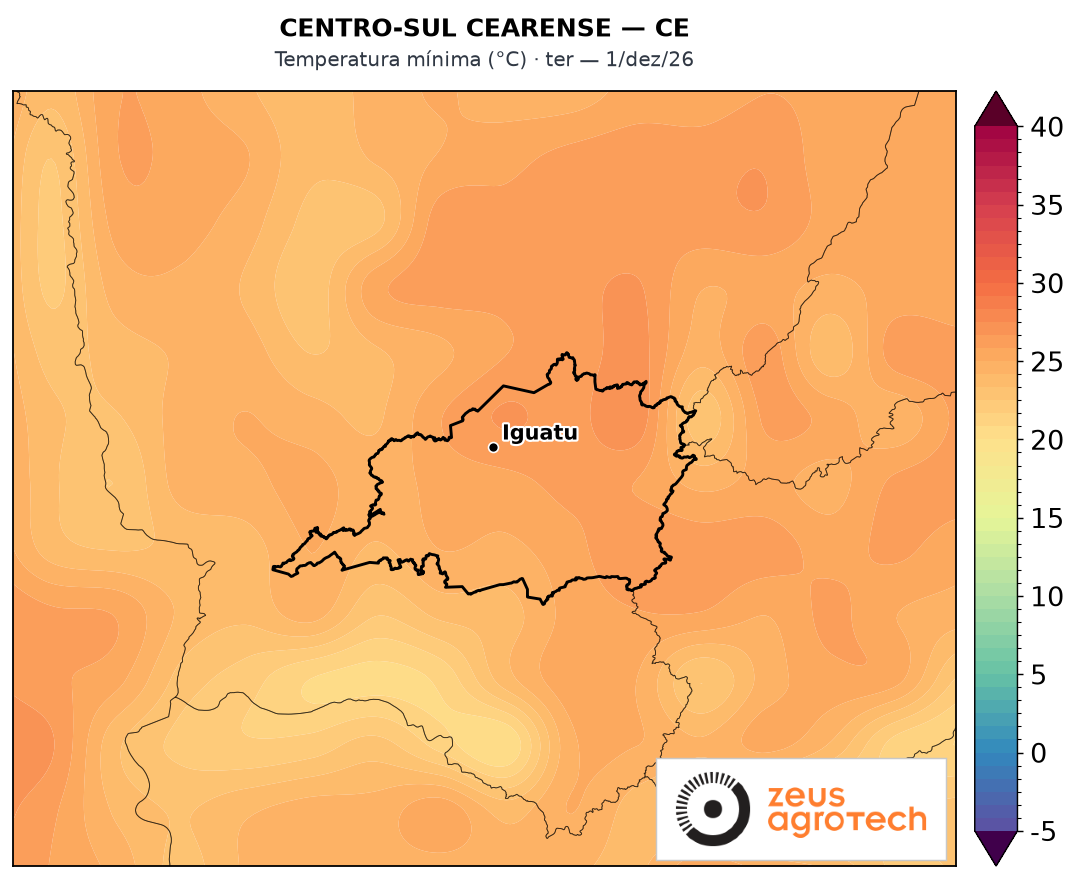 CENTRO-SUL CEARENSE — CE
Temperatura mínima (°C) · ter — 1/dez/26
40
35
30
25
20
15
10
5
0
-5
Iguatu
zeus
agrotech